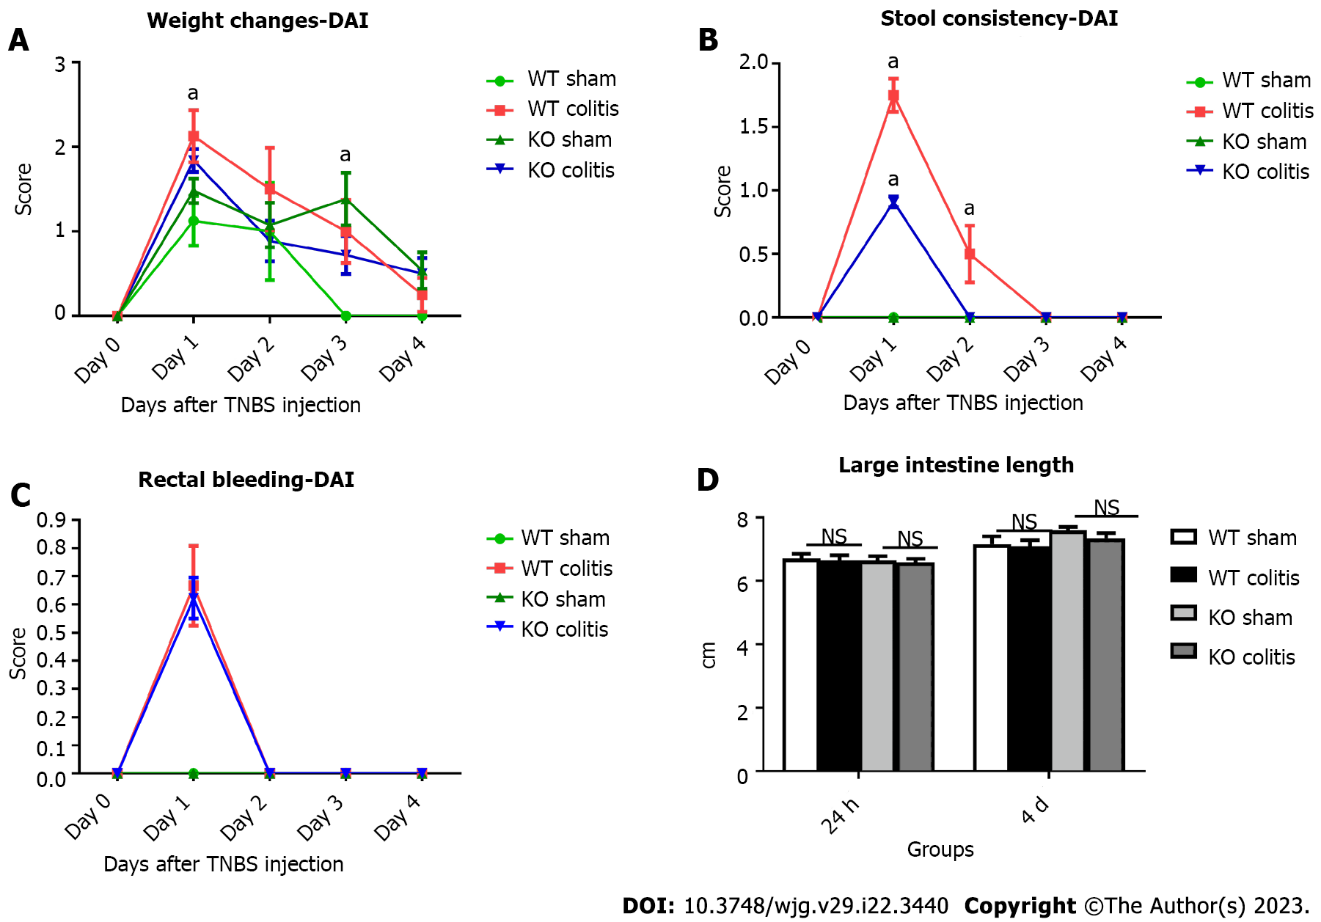 Weight changes-DAI
A
3
2
1
0
Score
a
a
WT sham
WT colitis
KO sham
KO colitis
Day 0
Day 1
Day 2
Day 3
Day 4
Days after TNBS injection
Stool consistency-DAI
B
2.0
1.5
1.0
0.5
0.0
Score
a
a
a
WT sham
WT colitis
KO sham
KO colitis
Day 0
Day 1
Day 2
Day 3
Day 4
Days after TNBS injection
Rectal bleeding-DAI
C
0.9
0.8
0.7
0.6
0.5
0.4
0.3
0.2
0.1
0.0
Score
WT sham
WT colitis
KO sham
KO colitis
Day 0
Day 1
Day 2
Day 3
Day 4
Days after TNBS injection
Large intestine length
D
8
6
4
2
0
cm
NS
NS
NS
NS
WT sham
WT colitis
KO sham
KO colitis
24 h
4 d
Groups
DOI: 10.3748/wjg.v29.i22.3440 Copyright ©The Author(s) 2023.